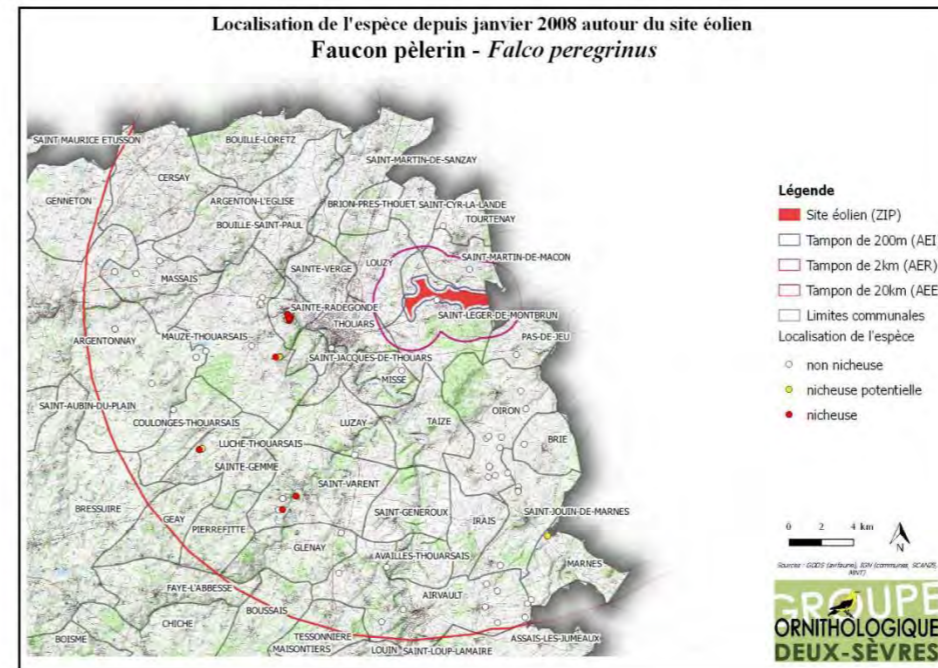 Localisation de l'espèce depuis janvier 2008 autour du site éolien
Faucon pèlerin - Falco peregrinus
SAINT-MAURICE ETUSSON
BOUILLE-LORETZ
SAINT-MARTIN-DE-SANZAY
CERSAY
GENNETON
ARGENTON-L'EGLISE
BRION-PRES-THOUET
SAINT-CYR-LA-LANDE
TOURTENAY
BOUILLE-SAINT-PAUL
SAINT-MARTIN-DE-MACON
LOUZY
SAINTE-VERGE
MASSAIS
SAINTE-RADEGONDE
SAINT-LEGER-DE-MONTBRUN
THOUARS
PAS-DE-JEU
ARGENTONNAY
MAUZE-THOUARSAIS
SAINT-JACQUES-DE-THOUARS
MISSE
SAINT-AUBIN-DU-PLAIN
OIRON
COULONGES-THOUARSAIS
LUZAY
TAIZE
BRIE
LUCHE-THOUARSAIS
SAINTE-GEMME
SAINT-VARENT
BRESSUIRE
GEAY
SAINT-GENEROUX
IRAIS
SAINT-JOUIN-DE-MARNES
PIERREFITTE
GLENAY
AVAILLES-THOUARSAIS
MARNES
FAYE-L'ABBESSE
AIRVAULT
BOUSSAIS
CHICHE
BOISME
TESSONNIERE
MAISONTIERS
LOUIN
SAINT-LOUP-LAMAIRE
ASSAIS-LES-JUMEAUX
Légende
Site éolien (ZIP)
Tampon de 200m (AEI
Tampon de 2km (AER)
Tampon de 20km (AEE
Limites communales
Localisation de l'espèce
non nicheuse
nicheuse potentielle
nicheuse
0 2 4 km
N
GROUPE
ORNITHOLOGIQUE
DEUX-SÈVRES